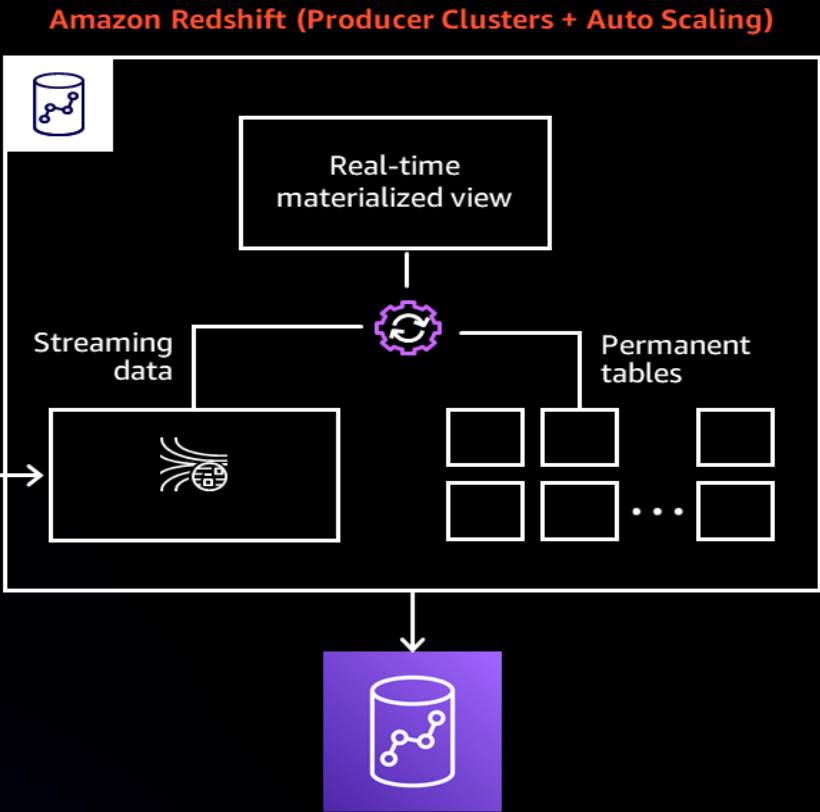 Amazon Redshift (Producer Clusters + Auto Scaling)
Real-time
materialized view
Streaming
data
Permanent
tables